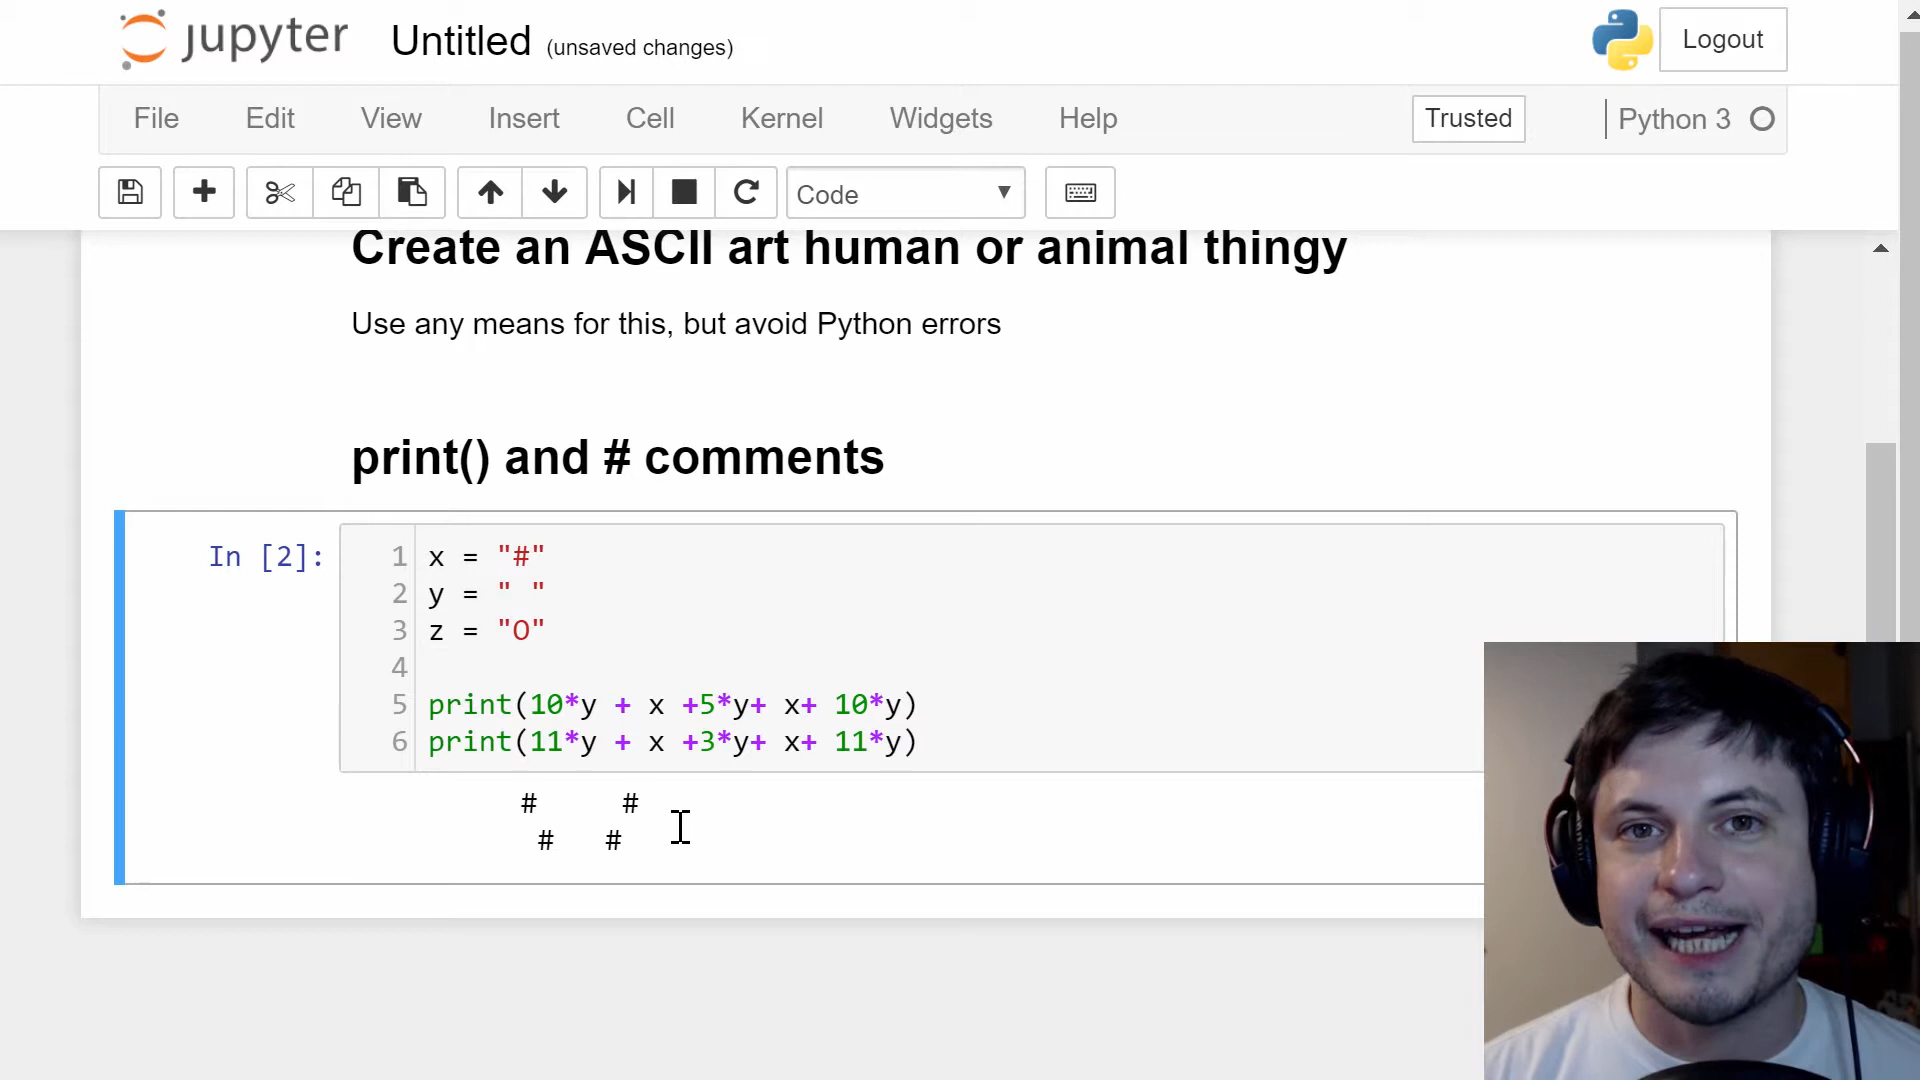 jupyter Untitled (unsaved changes) Logout
File Edit View Insert Cell Kernel Widgets Help Trusted Python 3
Code
Create an ASCII art human or animal thingy
Use any means for this, but avoid Python errors
print() and # comments
In [2]:
1 x = "#"
2 y = " "
3 z = "O"
4
5 print(10*y + x +5*y+ x+ 10*y)
6 print(11*y + x +3*y+ x+ 11*y)
#     #
#   #